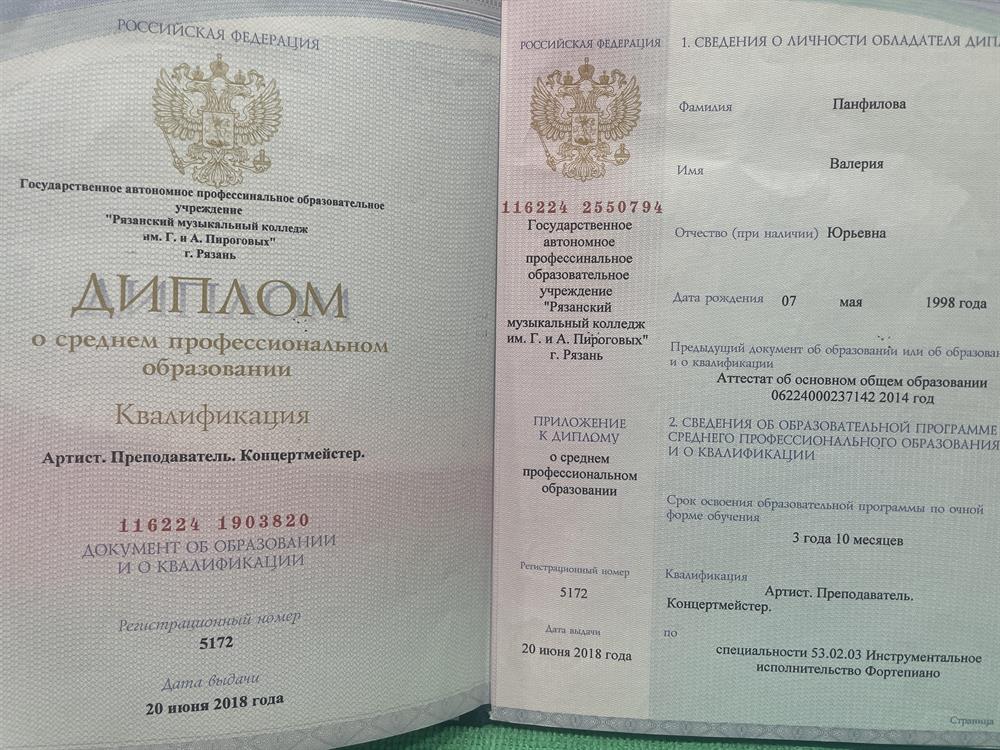 РОССИЙСКАЯ ФЕДЕРАЦИЯ
Государственное автономное профессинальное образовательное
учреждение
"Рязанский музыкальный колледж
им. Г. и А. Пироговых"
г. Рязань
ДИПЛОМ
о среднем профессиональном
образовании
Квалификация
Артист. Преподаватель. Концертмейстер.
116224 1903820
ДОКУМЕНТ ОБ ОБРАЗОВАНИИ
И О КВАЛИФИКАЦИИ
Регистрационный номер
5172
Дата выдачи
20 июня 2018 года
РОССИЙСКАЯ ФЕДЕРАЦИЯ
116224 2550794
Государственное
автономное
профессинальное
образовательное
учреждение
"Рязанский
музыкальный колледж
им. Г. и А. Пироговых"
г. Рязань
ПРИЛОЖЕНИЕ
К ДИПЛОМУ
о среднем
профессиональном
образовании
Регистрационный номер
5172
Дата выдачи
20 июня 2018 года
1. СВЕДЕНИЯ О ЛИЧНОСТИ ОБЛАДАТЕЛЯ
Фамилия Панфилова
Имя Валерия
Отчество (при наличии) Юрьевна
Дата рождения 07 мая 1998 года
Предыдущий документ об образовании или об
и о квалификации
Аттестат об основном общем образовании
06224000237142 2014 год
2. СВЕДЕНИЯ ОБ ОБРАЗОВАТЕЛЬНОЙ ПРОГРАММЕ
СРЕДНЕГО ПРОФЕССИОНАЛЬНОГО ОБРАЗОВАНИЯ
И О КВАЛИФИКАЦИИ
Срок освоения образовательной программы по очной
форме обучения
3 года 10 месяцев
Квалификация Артист. Преподаватель.
Концертмейстер.
по
специальности 53.02.03 Инструментальное
исполнительство Фортепиано
Страница